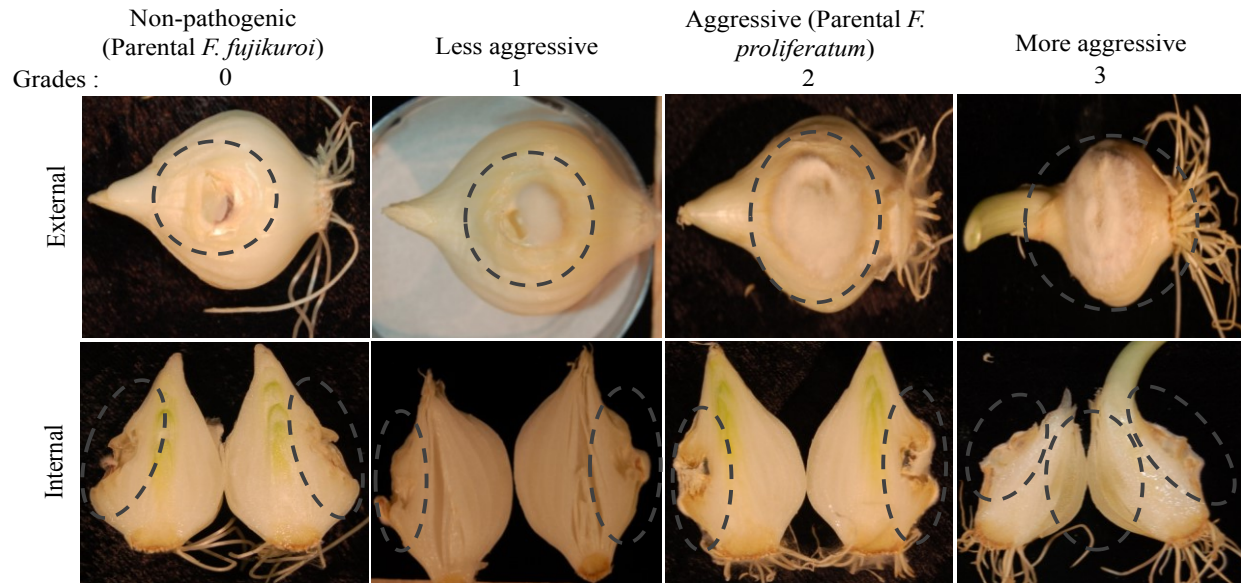 Non-pathogenic
(Parental F. fujikuroi)
Less aggressive
Aggressive (Parental F.
proliferatum)
More aggressive
Grades : 0 1 2 3
External
Internal